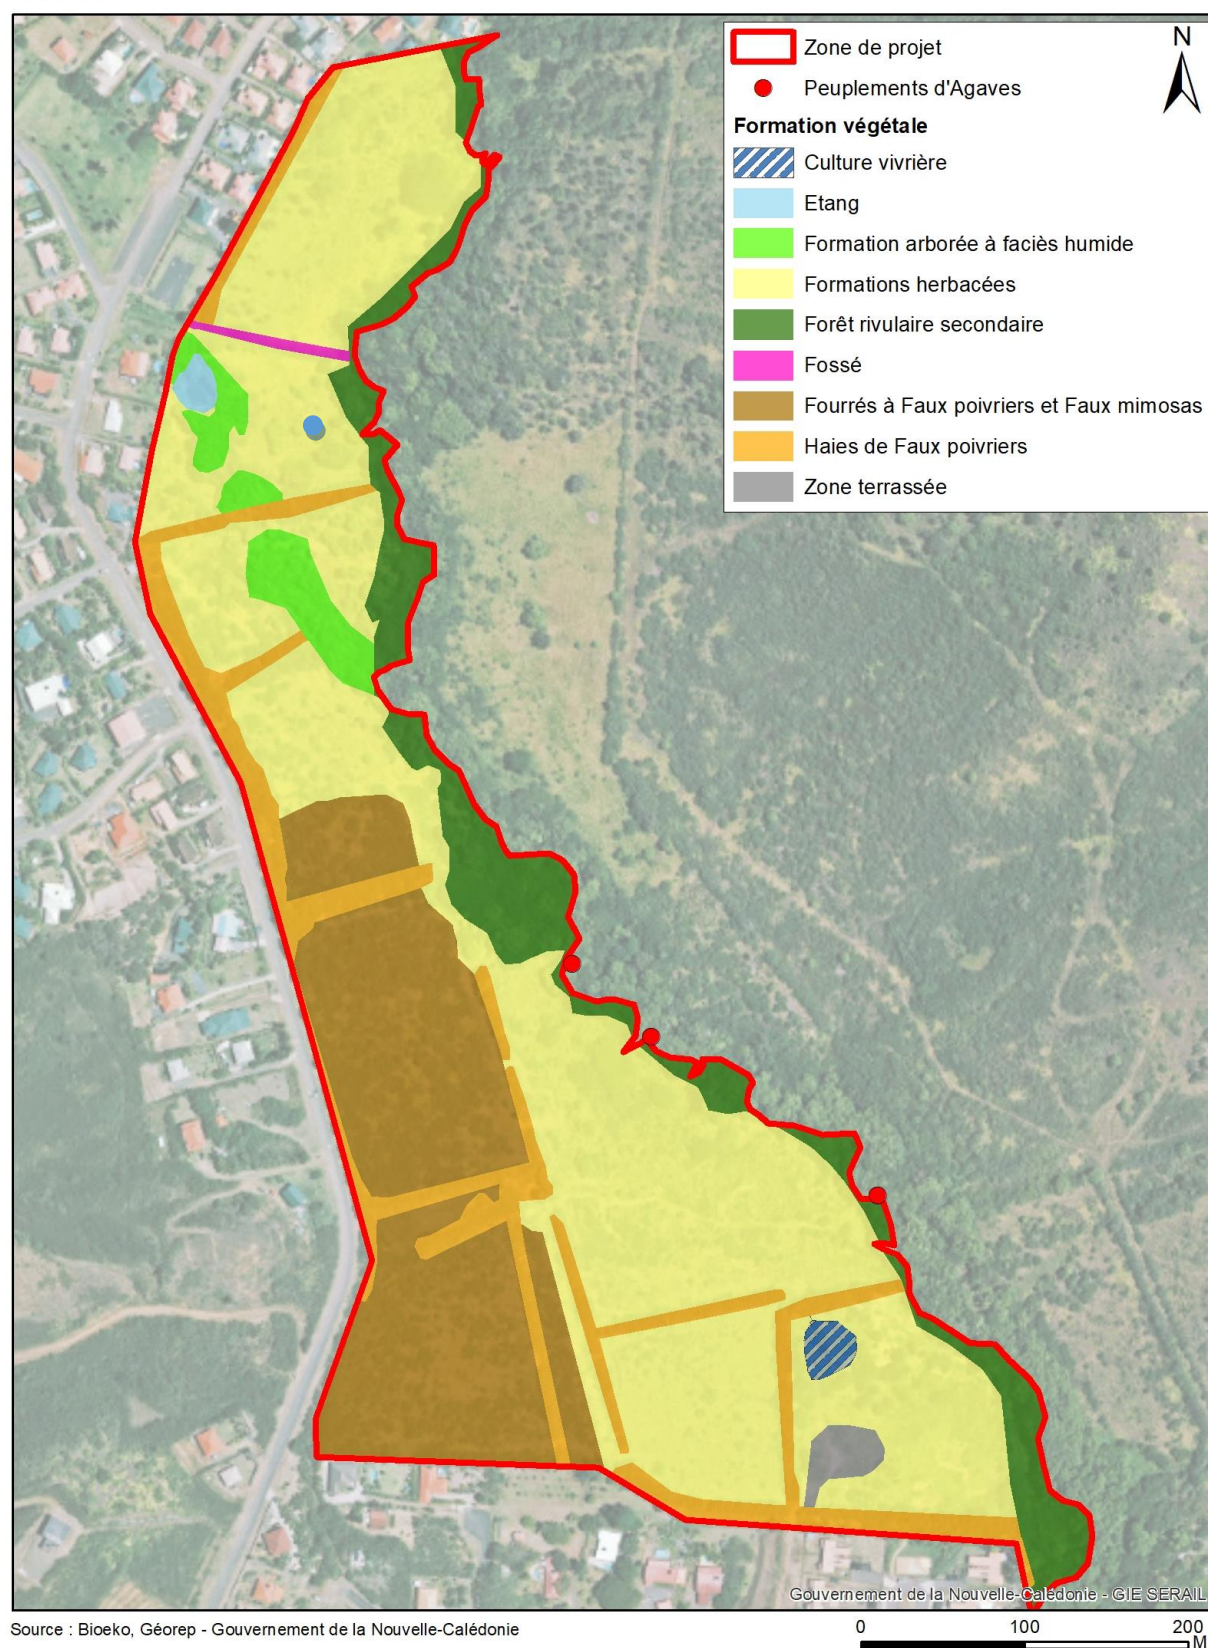 Zone de projet
Peuplements d'Agaves
N
Formation végétale
Culture vivrière
Etang
Formation arborée à faciès humide
Formations herbacées
Forêt rivulaire secondaire
Fossé
Fourrés à Faux poivriers et Faux mimosas
Haies de Faux poivriers
Zone terrassée
Gouvernement de la Nouvelle-Calédonie - GIE SERAIL
Source : Bioeko, Géorep - Gouvernement de la Nouvelle-Calédonie
0 100 200
M